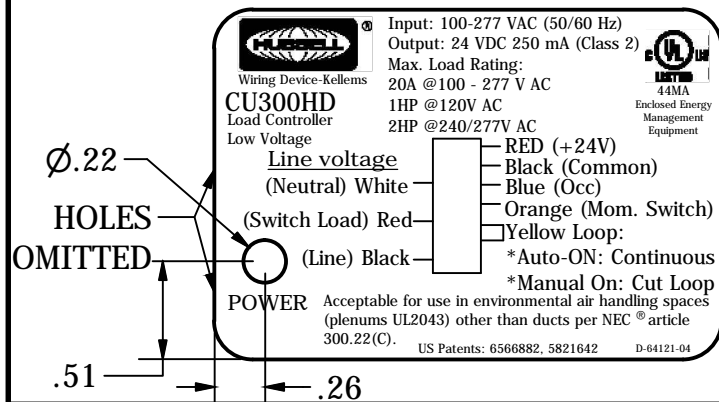 HUBBELL ®
Wiring Device-Kellems
CU300HD
Load Controller
Low Voltage
Input: 100-277 VAC (50/60 Hz)
Output: 24 VDC 250 mA (Class 2)
Max. Load Rating:
20A @100 - 277 V AC
1HP @120V AC
2HP @240/277V AC
C UL US
LISTED
44MA
Enclosed Energy
Management
Equipment
Line voltage
(Neutral) White
(Switch Load) Red
(Line) Black
RED (+24V)
Black (Common)
Blue (Occ)
Orange (Mom. Switch)
Yellow Loop:
*Auto-ON: Continuous
*Manual On: Cut Loop
Ø.22
HOLES
OMITTED
POWER
Acceptable for use in environmental air handling spaces
(plenums UL2043) other than ducts per NEC ® article
300.22(C).
US Patents: 6566882, 5821642
D-64121-04
.51
.26